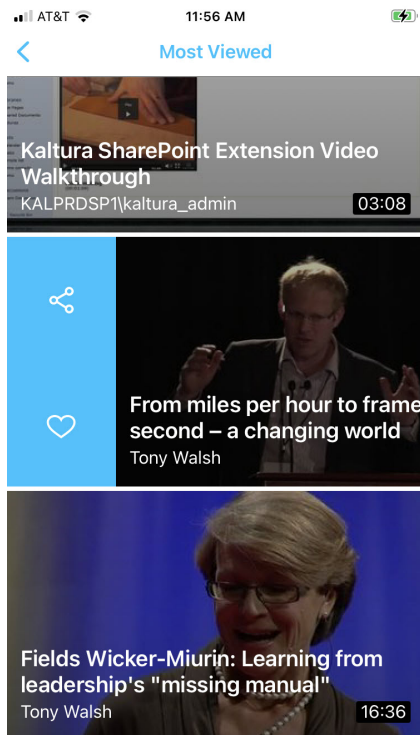 AT&T
11:56 AM
Most Viewed
Kaltura SharePoint Extension Video
Walkthrough
KALPRDSP1\kaltura_admin
03:08
From miles per hour to frame
second – a changing world
Tony Walsh
Fields Wicker-Miurin: Learning from
leadership's "missing manual"
Tony Walsh
16:36